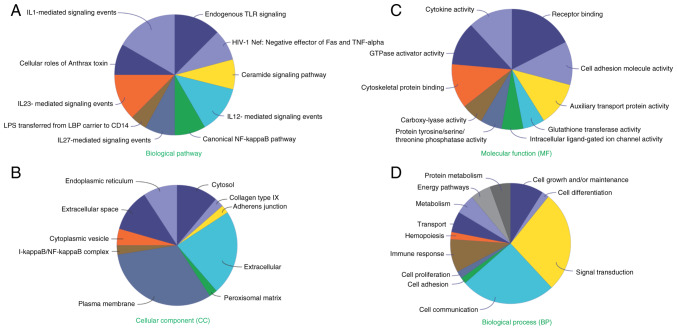 A
IL1-mediated signaling events
Endogenous TLR signaling
HIV-1 Nef: Negative effector of Fas and TNF-alpha
Cellular roles of Anthrax toxin
Ceramide signaling pathway
IL23- mediated signaling events
IL12- mediated signaling events
LPS transferred from LBP carrier to CD14
IL27-mediated signaling events
Canonical NF-kappaB pathway
Biological pathway
C
Cytokine activity
Receptor binding
GTPase activator activity
Cell adhesion molecule activity
Cytoskeletal protein binding
Auxiliary transport protein activity
Carboxy-lyase activity
Protein tyrosine/serine/
threonine phosphatase activity
Glutathione transferase activity
Intracellular ligand-gated ion channel activity
Molecular function (MF)
B
Endoplasmic reticulum
Cytosol
Collagen type IX
Adherens junction
Extracellular space
Cytoplasmic vesicle
I-kappaB/NF-kappaB complex
Extracellular
Plasma membrane
Peroxisomal matrix
Cellular component (CC)
D
Protein metabolism
Cell growth and/or maintenance
Energy pathways
Cell differentiation
Metabolism
Transport
Hemopoiesis
Immune response
Signal transduction
Cell proliferation
Cell adhesion
Cell communication
Biological process (BP)